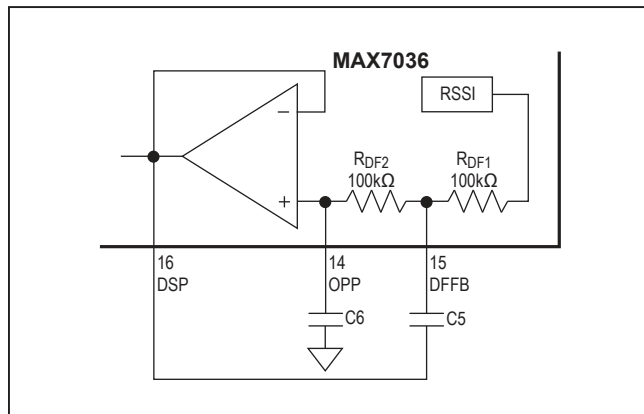 MAX7036
RSSI
−
+
RDF2
100kΩ
RDF1
100kΩ
16
DSP
14
OPP
15
DFFB
C6
C5